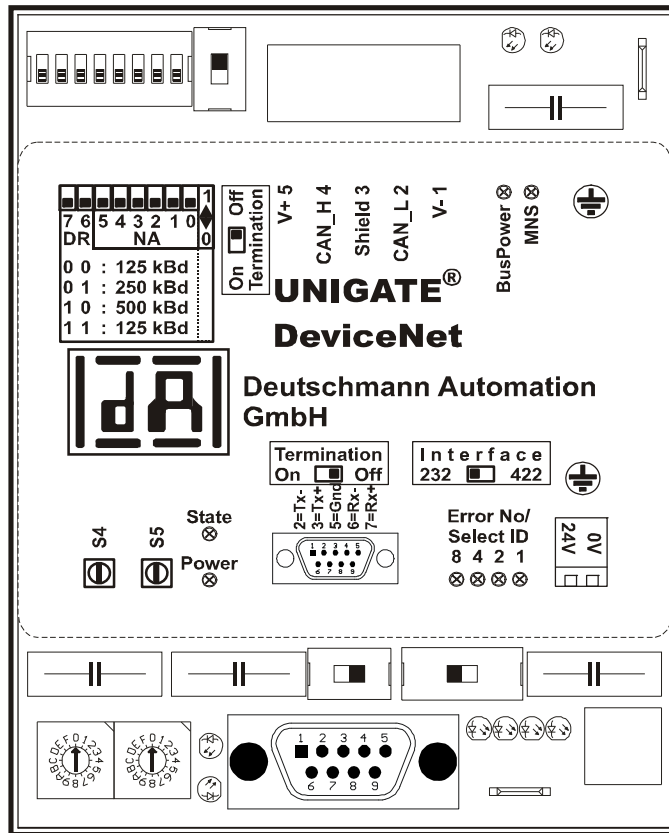 1
7 6 5 4 3 2 1 0
DR NA 0
0 0 : 125 kBd
0 1 : 250 kBd
1 0 : 500 kBd
1 1 : 125 kBd
On Off
Termination
V+ 5
CAN_H 4
Shield 3
CAN_L 2
V- 1
BusPower
MNS
UNIGATE®
DeviceNet
dA
Deutschmann Automation
GmbH
Termination
On Off
Interface
232 422
2=Tx-
3=Tx+
5=Gnd
6=Rx-
7=Rx+
1 2 3 4 5
6 7 8 9
S4
S5
State
Power
Error No/
Select ID
8 4 2 1
24V
0V
0123456789ABCDEF
0123456789ABCDEF
1 2 3 4 5
6 7 8 9